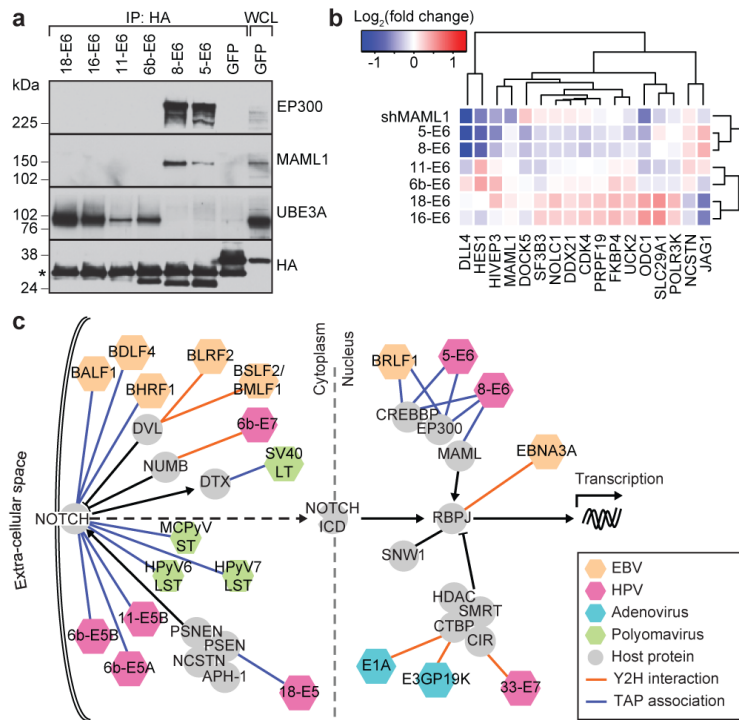 a
IP: HA
WCL
18-E6
16-E6
11-E6
6b-E6
8-E6
5-E6
GFP
GFP
kDa
225
EP300
150
102
MAML1
102
76
UBE3A
38
*
24
HA
b
Log2(fold change)
-1 0 1
shMAML1
5-E6
8-E6
11-E6
6b-E6
18-E6
16-E6
DLL4
HES1
HIVEP3
MAML1
DOCK5
SF3B3
NOLC1
DDX21
CDK4
PRPF19
FKBP4
UCK2
ODC1
SLC29A1
POLR3K
NCSTN
JAG1
c
Extra-cellular space
Cytoplasm
Nucleus
BALF1
BDLF4
BHRF1
BLRF2
BSLF2/
BMLF1
DVL
6b-E7
NUMB
DTX
SV40
LT
NOTCH
MCPyV
ST
HPyV6
LST
HPyV7
LST
6b-E5B
11-E5B
6b-E5A
PSNEN
PSEN
NCSTN
APH-1
18-E5
NOTCH
ICD
BRLF1
5-E6
8-E6
CREBBP
EP300
MAML
EBNA3A
RBPJ
Transcription
SNW1
HDAC
SMRT
CTBP
CIR
E1A
E3GP19K
33-E7
EBV
HPV
Adenovirus
Polyomavirus
Host protein
Y2H interaction
TAP association